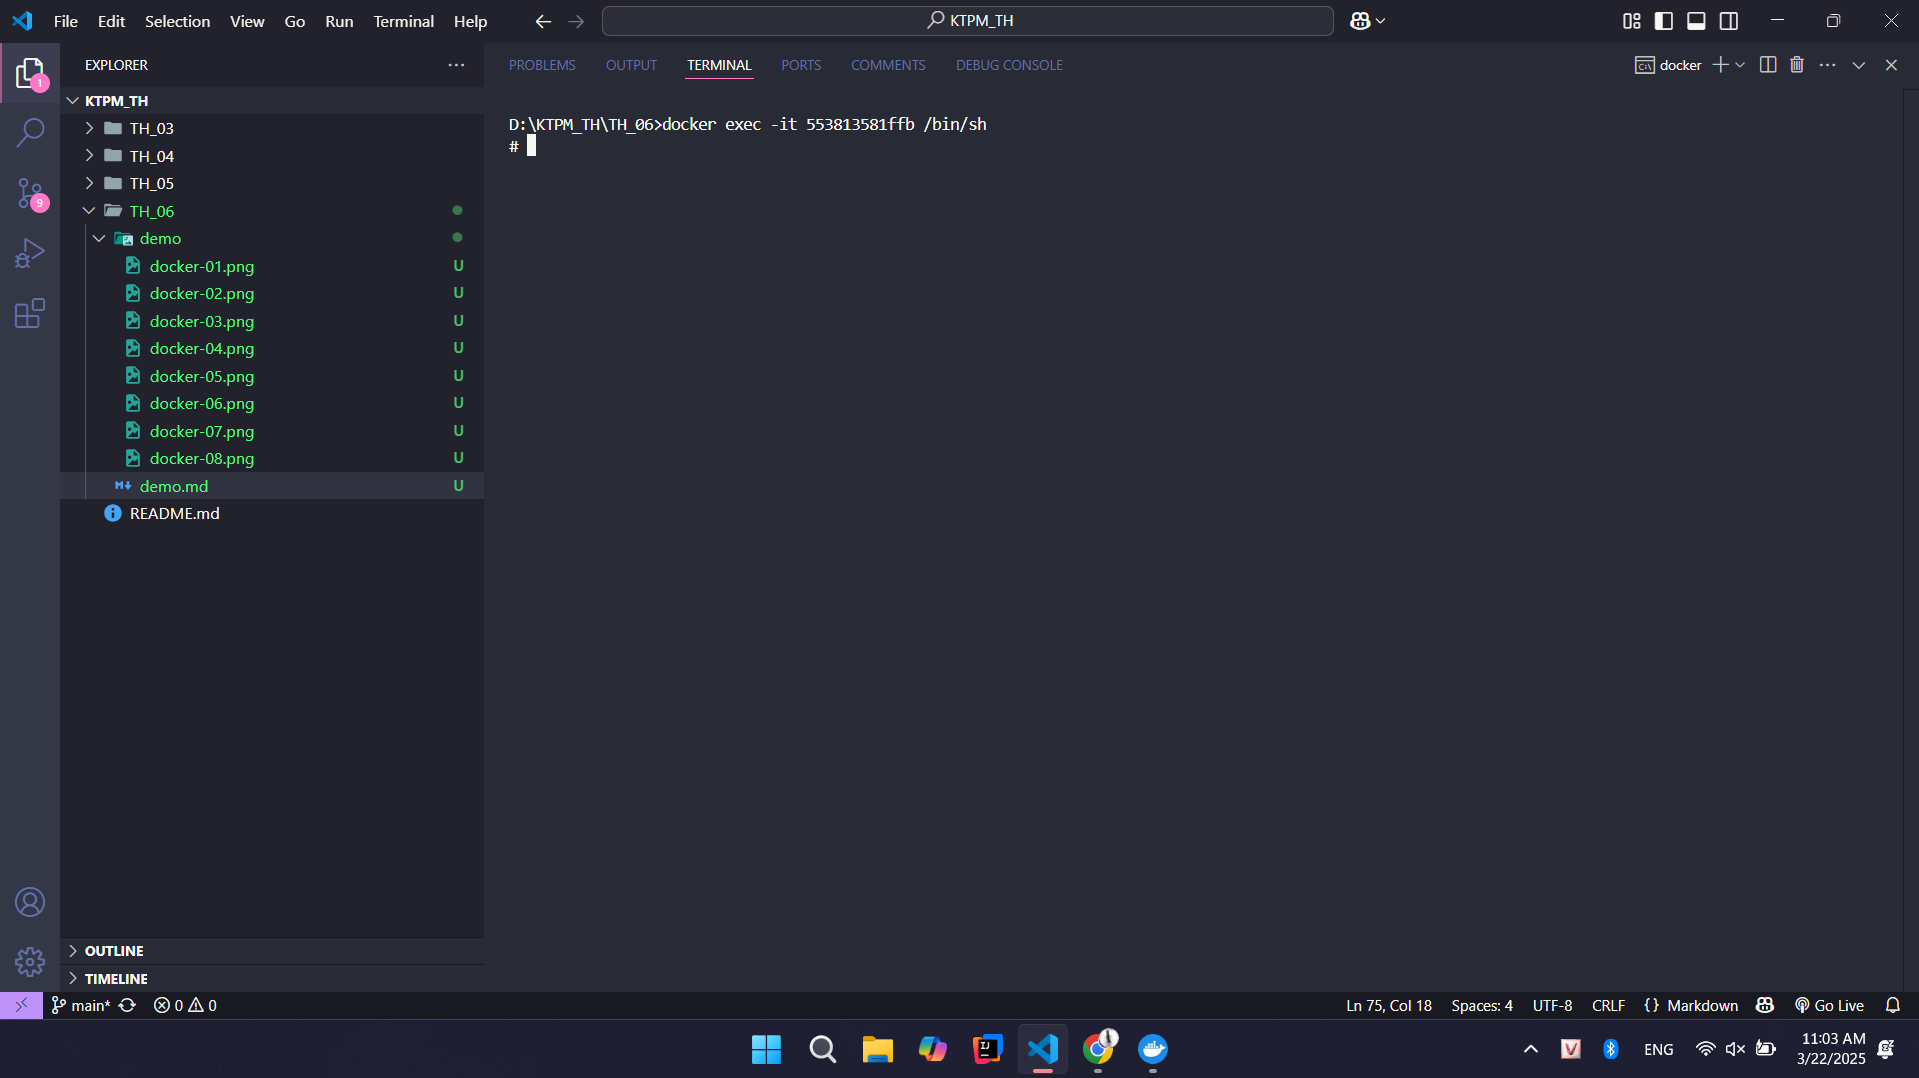 File Edit Selection View Go Run Terminal Help
KTPM_TH
EXPLORER
1
9
KTPM_TH
TH_03
TH_04
TH_05
TH_06
demo
docker-01.png U
docker-02.png U
docker-03.png U
docker-04.png U
docker-05.png U
docker-06.png U
docker-07.png U
docker-08.png U
demo.md U
README.md
OUTLINE
TIMELINE
PROBLEMS OUTPUT TERMINAL PORTS COMMENTS DEBUG CONSOLE
docker
D:\KTPM_TH\TH_06>docker exec -it 553813581ffb /bin/sh
#
main* 0 0
Ln 75, Col 18 Spaces: 4 UTF-8 CRLF {} Markdown Go Live
ENG
11:03 AM
3/22/2025